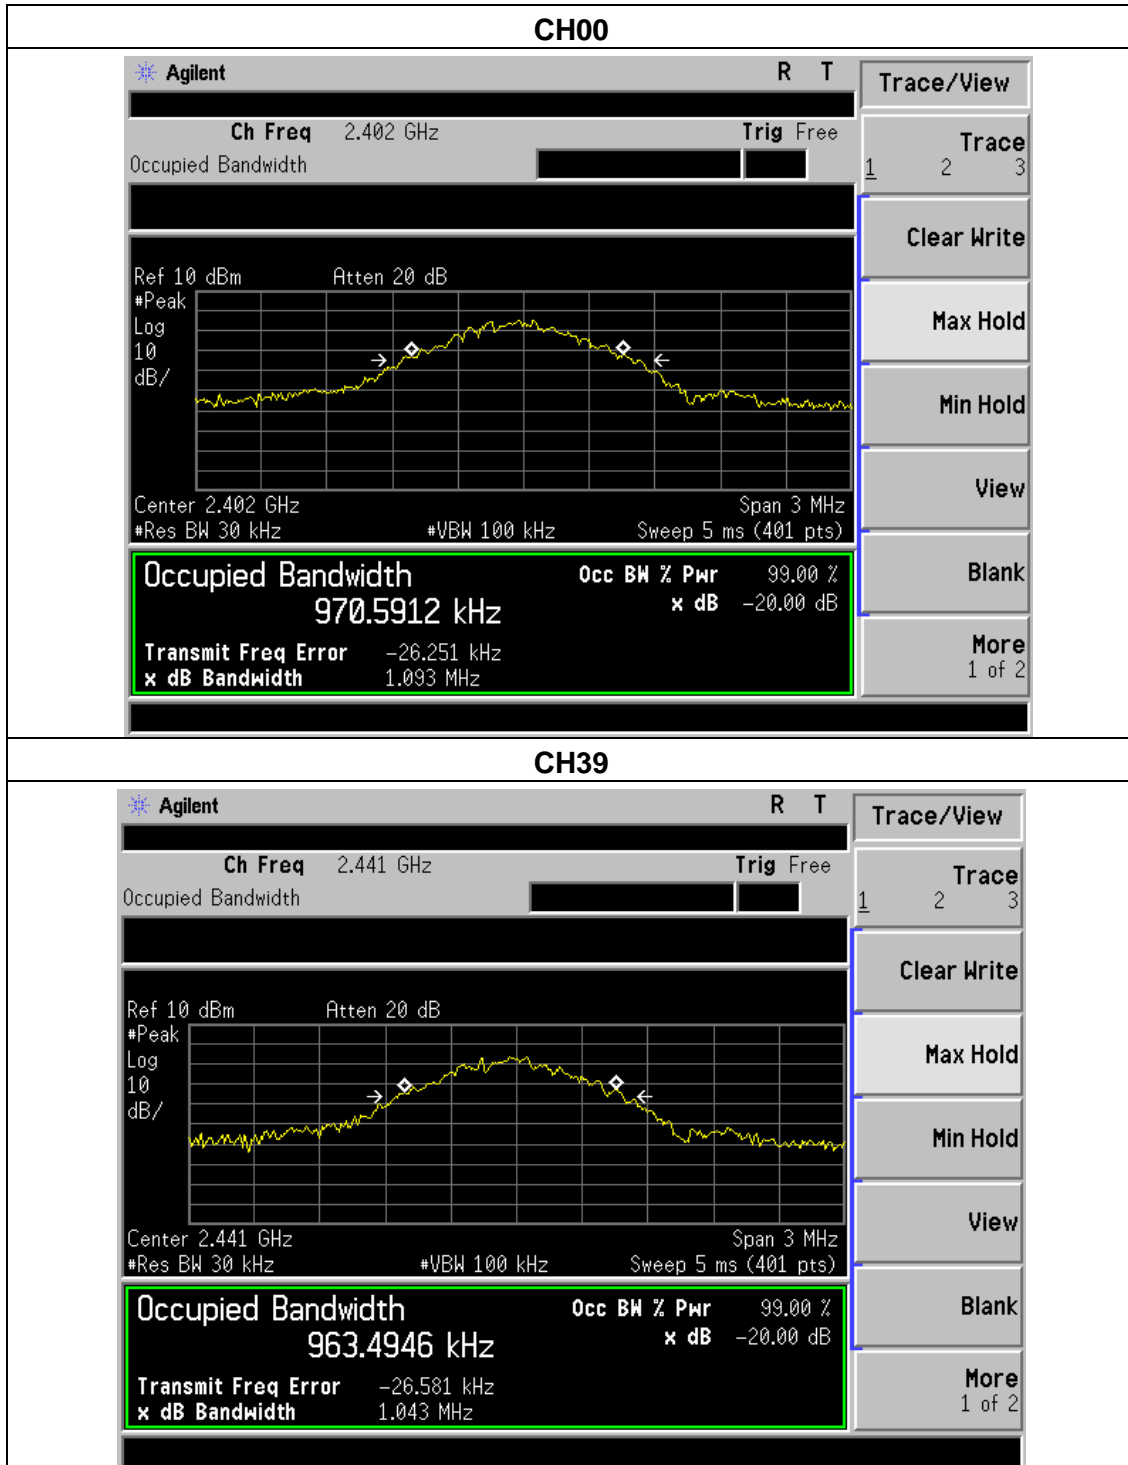 CH00
Agilent R T Trace/View
Ch Freq 2.402 GHz Trig Free
Occupied Bandwidth
Trace
1 2 3
Clear Write
Ref 10 dBm Atten 20 dB
#Peak
Log
10
dB/
Max Hold
Min Hold
View
Center 2.402 GHz Span 3 MHz
#Res BW 30 kHz #VBW 100 kHz Sweep 5 ms (401 pts)
Occupied Bandwidth Occ BW % Pwr 99.00 %
970.5912 kHz x dB -20.00 dB
Transmit Freq Error -26.251 kHz
x dB Bandwidth 1.093 MHz
Blank
More
1 of 2
CH39
Agilent R T Trace/View
Ch Freq 2.441 GHz Trig Free
Occupied Bandwidth
Trace
1 2 3
Clear Write
Ref 10 dBm Atten 20 dB
#Peak
Log
10
dB/
Max Hold
Min Hold
View
Center 2.441 GHz Span 3 MHz
#Res BW 30 kHz #VBW 100 kHz Sweep 5 ms (401 pts)
Occupied Bandwidth Occ BW % Pwr 99.00 %
963.4946 kHz x dB -20.00 dB
Transmit Freq Error -26.581 kHz
x dB Bandwidth 1.043 MHz
Blank
More
1 of 2